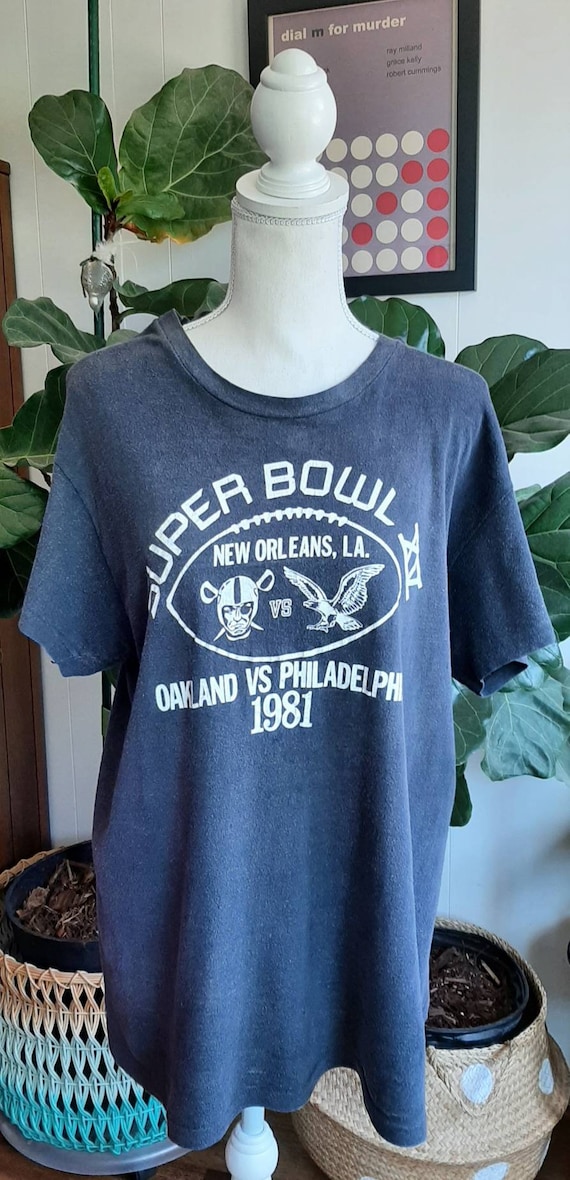 dial m for murder
ray milland
grace kelly
robert cummings
SUPER BOWL XV
NEW ORLEANS, LA.
VS
OAKLAND VS PHILADELPHI
1981